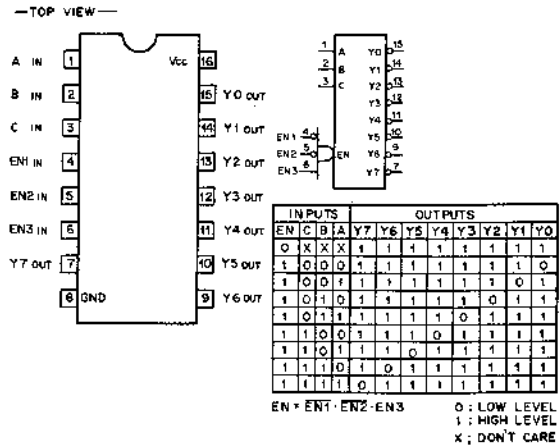 —TOP VIEW—
A IN 1
B IN 2
C IN 3
EN1 IN 4
EN2 IN 5
EN3 IN 6
Y7 OUT 7
8 GND
Vcc 16
15 Y0 OUT
14 Y1 OUT
13 Y2 OUT
12 Y3 OUT
11 Y4 OUT
10 Y5 OUT
9 Y6 OUT
1 A Y0 15
2 B Y1 14
3 C Y2 13
Y3 12
Y4 11
EN1 4 Y5 10
EN2 5 EN Y6 9
EN3 6 Y7 7
INPUTS OUTPUTS
EN C B A Y7 Y6 Y5 Y4 Y3 Y2 Y1 Y0
0 X X X 1 1 1 1 1 1 1 1
1 0 0 0 1 1 1 1 1 1 1 0
1 0 0 1 1 1 1 1 1 1 0 1
1 0 1 0 1 1 1 1 1 0 1 1
1 0 1 1 1 1 1 1 0 1 1 1
1 1 0 0 1 1 1 0 1 1 1 1
1 1 0 1 1 1 0 1 1 1 1 1
1 1 1 0 1 0 1 1 1 1 1 1
1 1 1 1 0 1 1 1 1 1 1 1
EN = E̅N̅1̅ · E̅N̅2̅ · EN3
0 ; LOW LEVEL
1 ; HIGH LEVEL
X ; DON'T CARE